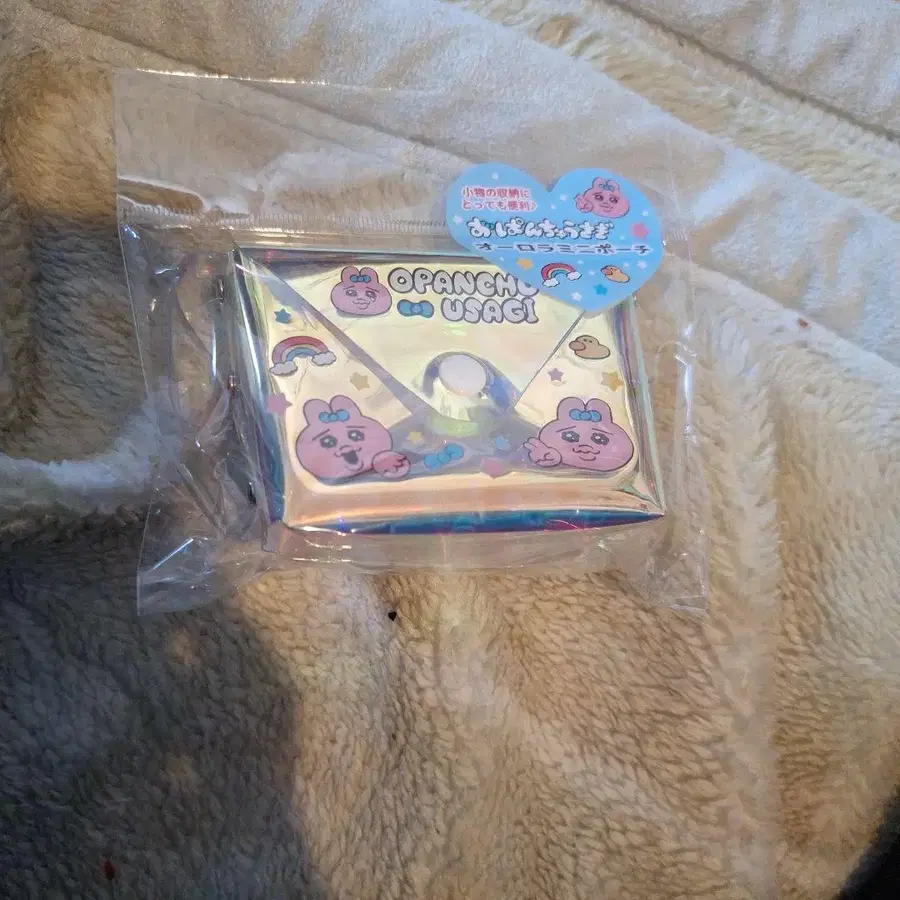 小物の収納に
とっても便利♪
おぱんちゅうさぎ
オーロラミニポーチ
OPANCHU
USAGI